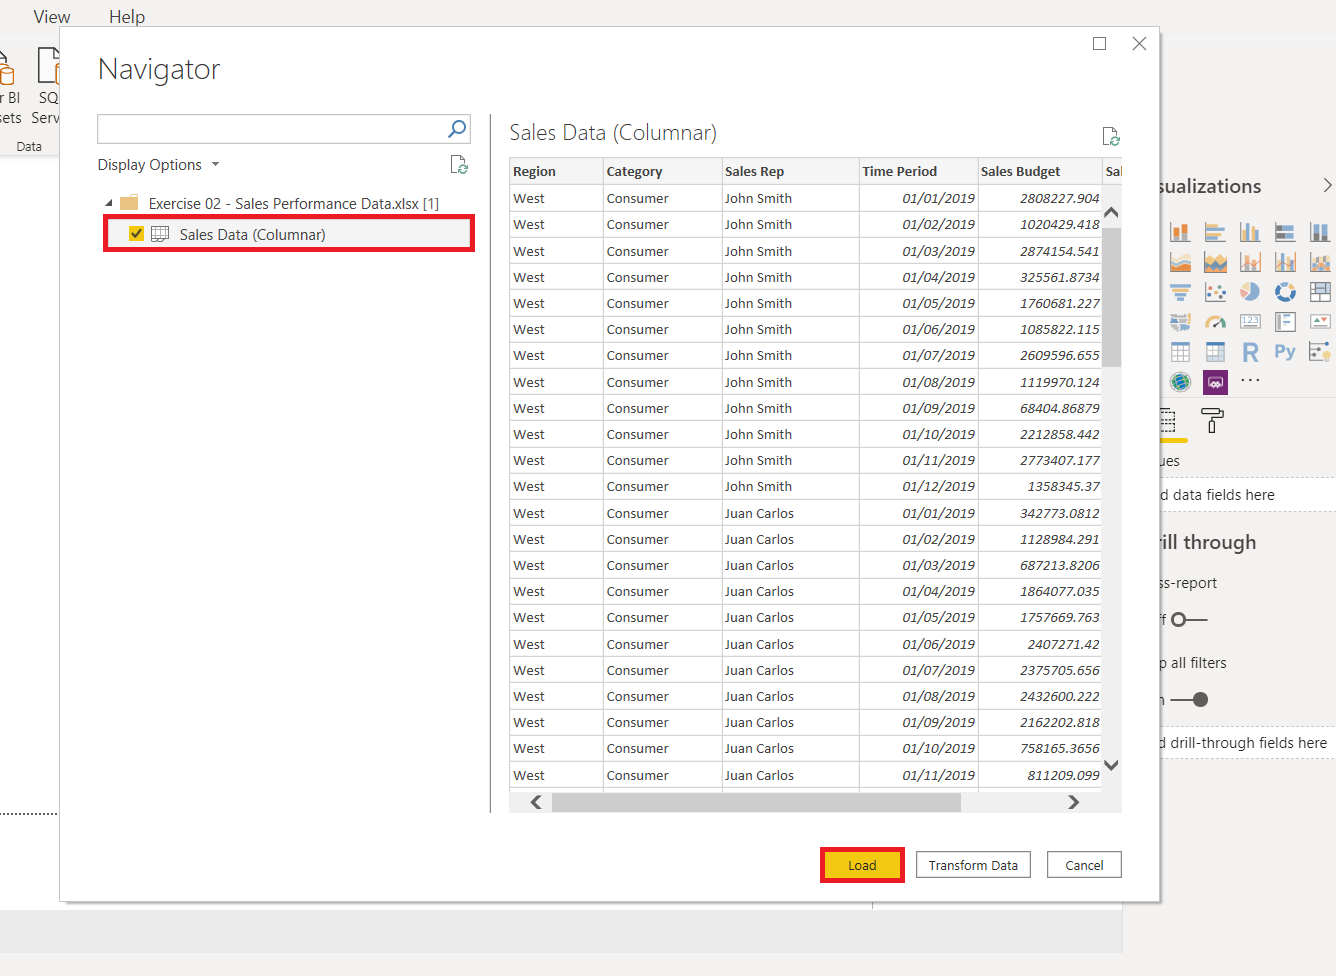 View Help
r BI
SQ
sets
Serv
Data
Navigator
Display Options
Exercise 02 - Sales Performance Data.xlsx [1]
Sales Data (Columnar)
Sales Data (Columnar)
Region Category Sales Rep Time Period Sales Budget Sal
West Consumer John Smith 01/01/2019 2808227.904
West Consumer John Smith 01/02/2019 1020429.418
West Consumer John Smith 01/03/2019 2874154.541
West Consumer John Smith 01/04/2019 325561.8734
West Consumer John Smith 01/05/2019 1760681.227
West Consumer John Smith 01/06/2019 1085822.115
West Consumer John Smith 01/07/2019 2609596.655
West Consumer John Smith 01/08/2019 1119970.124
West Consumer John Smith 01/09/2019 68404.86879
West Consumer John Smith 01/10/2019 2212858.442
West Consumer John Smith 01/11/2019 2773407.177
West Consumer John Smith 01/12/2019 1358345.37
West Consumer Juan Carlos 01/01/2019 342773.0812
West Consumer Juan Carlos 01/02/2019 1128984.291
West Consumer Juan Carlos 01/03/2019 687213.8206
West Consumer Juan Carlos 01/04/2019 1864077.035
West Consumer Juan Carlos 01/05/2019 1757669.763
West Consumer Juan Carlos 01/06/2019 2407271.42
West Consumer Juan Carlos 01/07/2019 2375705.656
West Consumer Juan Carlos 01/08/2019 2432600.222
West Consumer Juan Carlos 01/09/2019 2162202.818
West Consumer Juan Carlos 01/10/2019 758165.3656
West Consumer Juan Carlos 01/11/2019 811209.099
Load Transform Data Cancel
sualizations
123
R Py
ues
d data fields here
ill through
ss-report
f
p all filters
n
d drill-through fields here